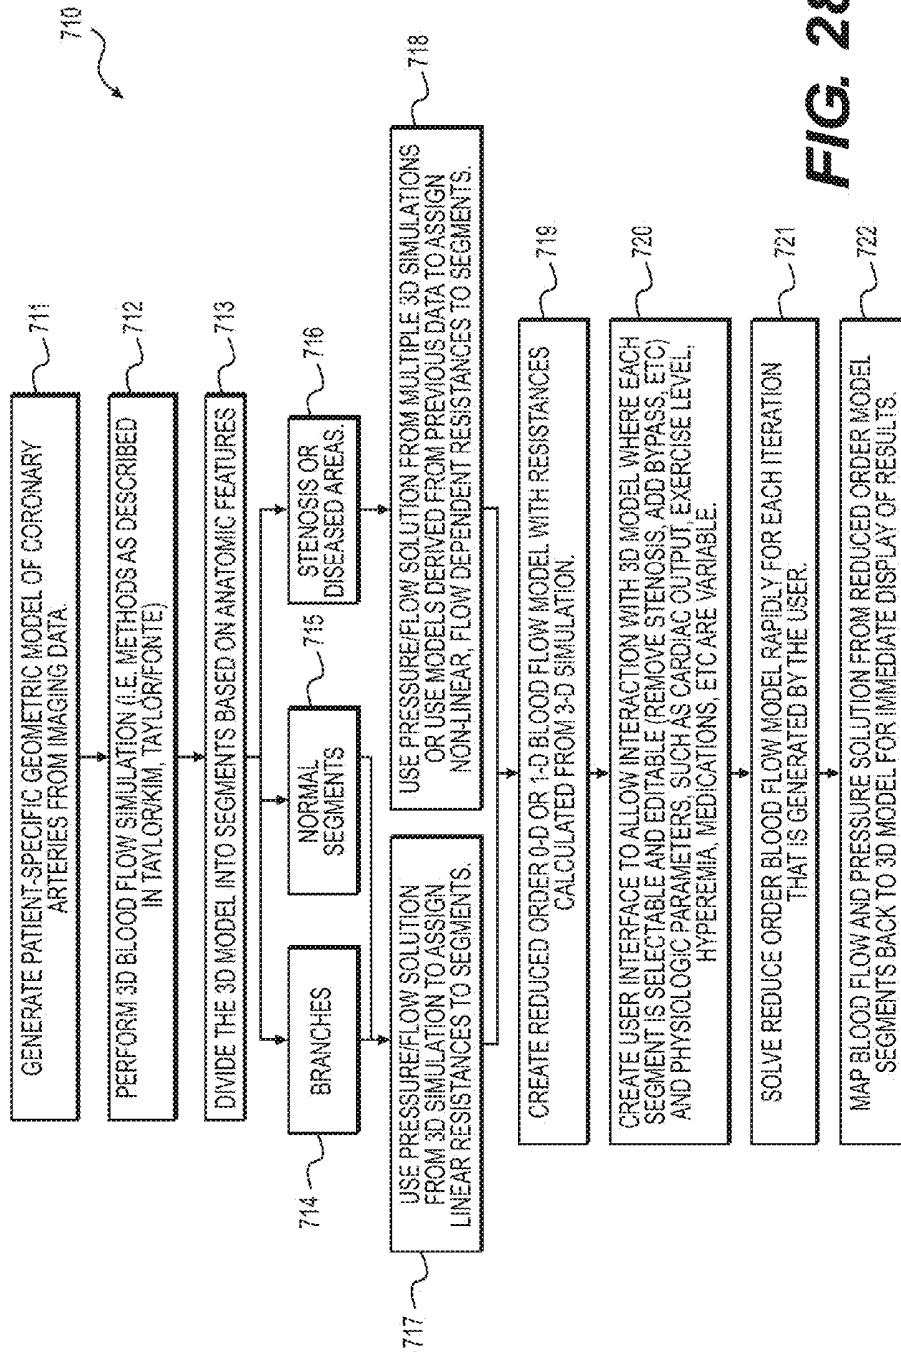 710
711
GENERATE PATIENT-SPECIFIC GEOMETRIC MODEL OF CORONARY
ARTERIES FROM IMAGING DATA.
712
PERFORM 3D BLOOD FLOW SIMULATION (I.E. METHODS AS DESCRIBED
IN TAYLOR/KIM, TAYLOR/FONTE)
713
DIVIDE THE 3D MODEL INTO SEGMENTS BASED ON ANATOMIC FEATURES
714
BRANCHES
715
NORMAL
SEGMENTS
716
STENOSIS OR
DISEASED AREAS.
717
USE PRESSURE/FLOW SOLUTION
FROM 3D SIMULATION TO ASSIGN
LINEAR RESISTANCES TO SEGMENTS.
718
USE PRESSURE/FLOW SOLUTION FROM MULTIPLE 3D SIMULATIONS
OR USE MODELS DERIVED FROM PREVIOUS DATA TO ASSIGN
NON-LINEAR, FLOW DEPENDENT RESISTANCES TO SEGMENTS.
719
CREATE REDUCED ORDER 0-D OR 1-D BLOOD FLOW MODEL WITH RESISTANCES
CALCULATED FROM 3-D SIMULATION.
720
CREATE USER INTERFACE TO ALLOW INTERACTION WITH 3D MODEL WHERE EACH
SEGMENT IS SELECTABLE AND EDITABLE (REMOVE STENOSIS, ADD BYPASS, ETC)
AND PHYSIOLOGIC PARAMETERS, SUCH AS CARDIAC OUTPUT, EXERCISE LEVEL,
HYPEREMIA, MEDICATIONS, ETC ARE VARIABLE.
721
SOLVE REDUCE ORDER BLOOD FLOW MODEL RAPIDLY FOR EACH ITERATION
THAT IS GENERATED BY THE USER.
722
MAP BLOOD FLOW AND PRESSURE SOLUTION FROM REDUCED ORDER MODEL
SEGMENTS BACK TO 3D MODEL FOR IMMEDIATE DISPLAY OF RESULTS.
FIG. 28